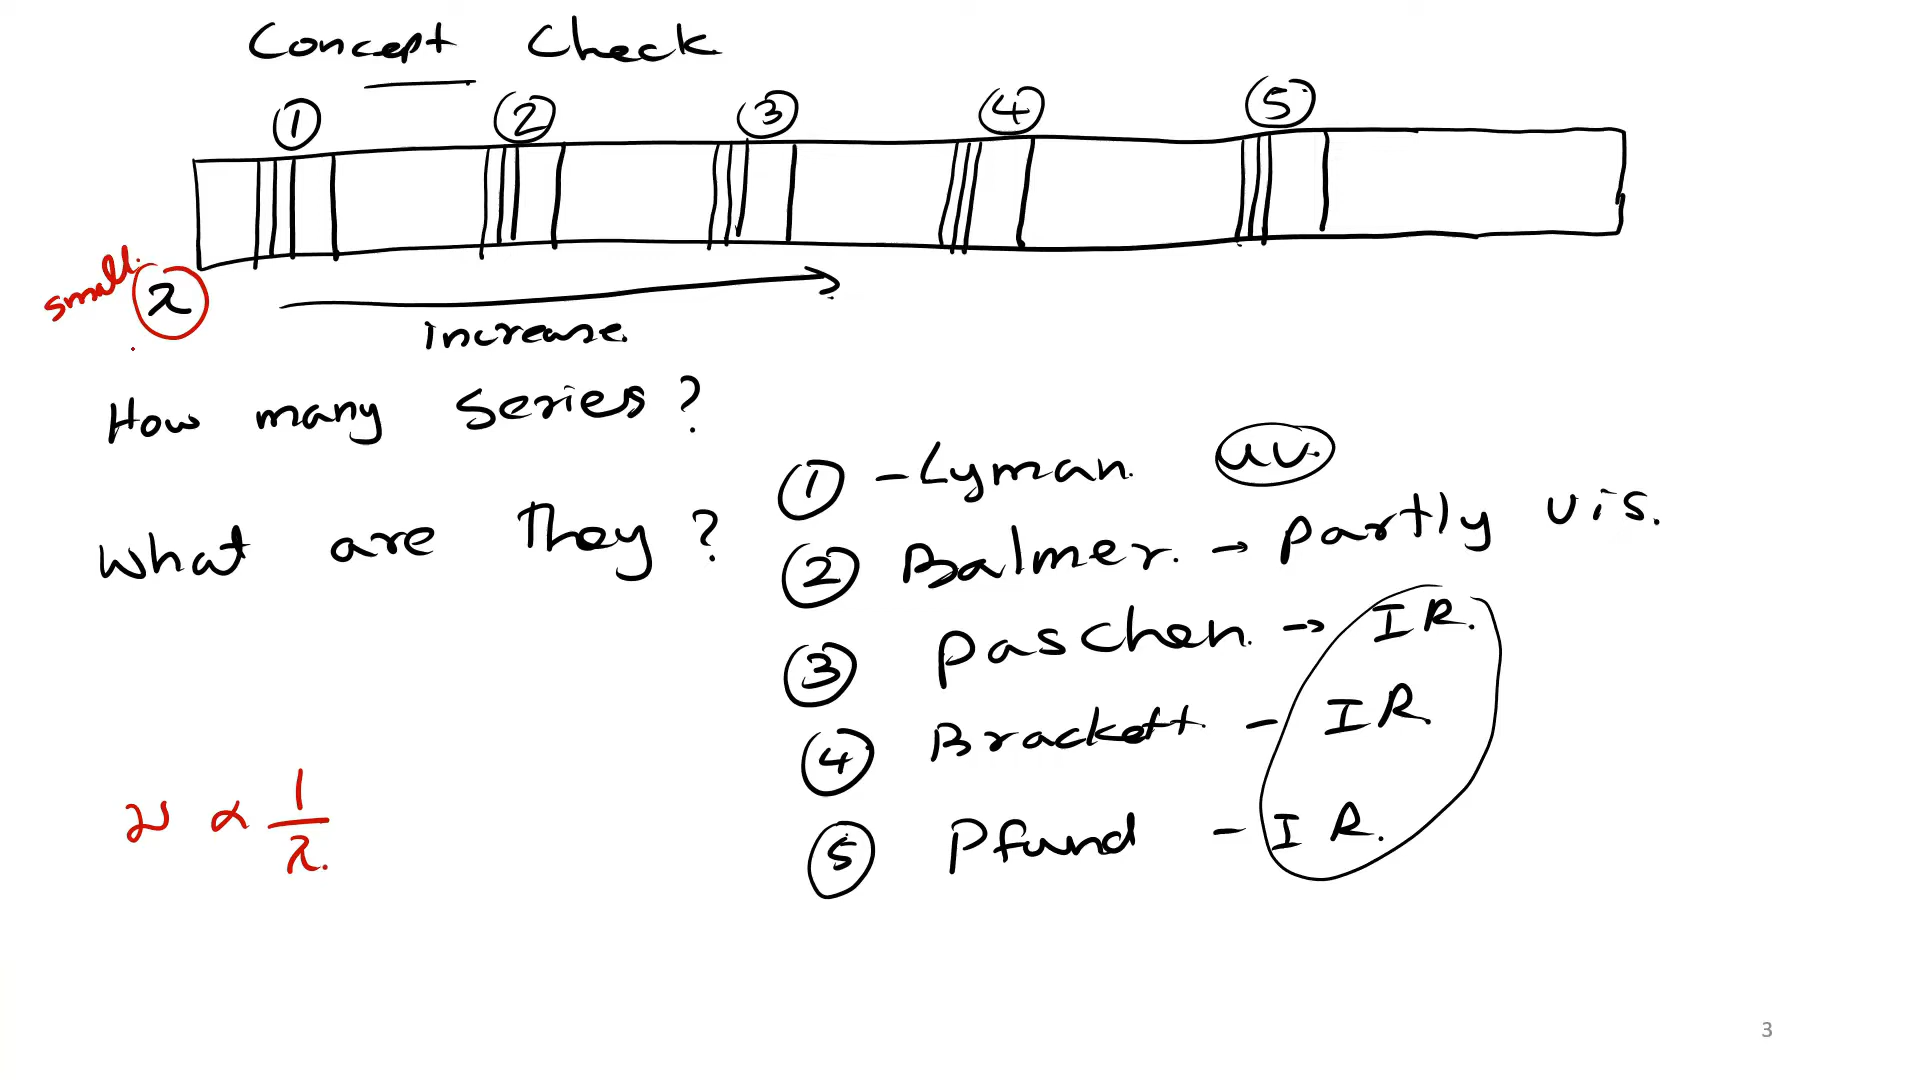 Concept Check
① ② ③ ④ ⑤
small.
λ
increase.
How many series?
What are they?
① - Lyman. UV.
② Balmer. → Partly vis.
③ Paschen. → IR.
④ Brackett. - IR.
⑤ Pfund - IR.
ν ∝ 1/λ.
3